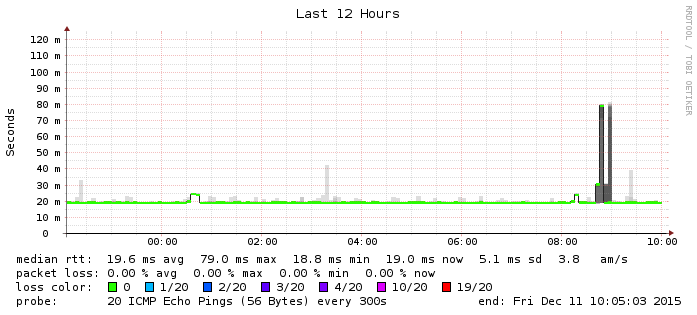 Last 12 Hours
RRDTOOL / TOBI OETIKER
Seconds
120 m
110 m
100 m
90 m
80 m
70 m
60 m
50 m
40 m
30 m
20 m
10 m
0
00:00 02:00 04:00 06:00 08:00 10:00
median rtt: 19.6 ms avg 79.0 ms max 18.8 ms min 19.0 ms now 5.1 ms sd 3.8 am/s
packet loss: 0.00 % avg 0.00 % max 0.00 % min 0.00 % now
loss color: 0 1/20 2/20 3/20 4/20 10/20 19/20
probe: 20 ICMP Echo Pings (56 Bytes) every 300s end: Fri Dec 11 10:05:03 2015